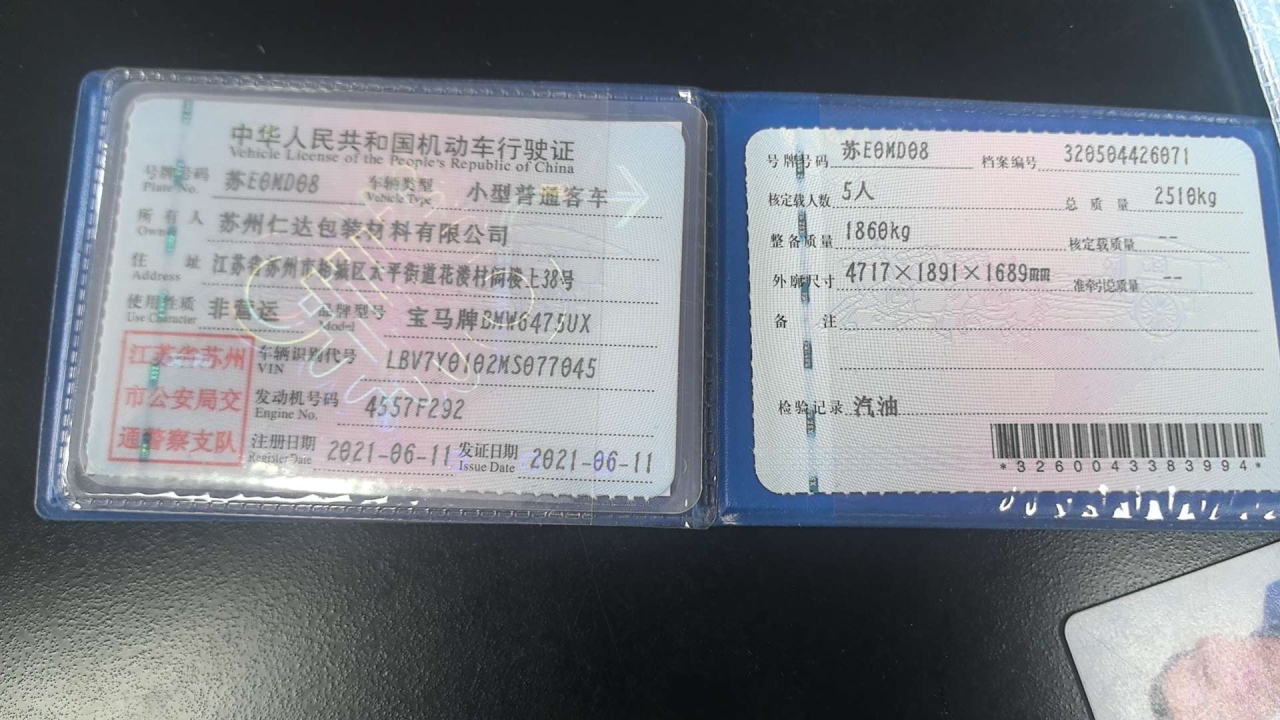 中华人民共和国机动车行驶证
Vehicle License of the People's Republic of China
号牌号码 苏E0MD08 车辆类型 小型普通客车
Plate No. Vehicle Type
所有人 苏州仁达包装材料有限公司
Owner
住址 江苏省苏州市相城区太平街道花溇村 楼上38号
Address
使用性质 非营运 品牌型号 宝马牌BMW6475UX
Use Character Model
江苏省苏州
市公安局交
通警察支队
车辆识别代号 LBV7Y0102MS077045
VIN
发动机号码 4557F292
Engine No.
注册日期 2021-06-11 发证日期 2021-06-11
Register Date Issue Date
号牌号码 苏E0MD08 档案编号 320504426071
核定载人数 5人 总质量 2510kg
整备质量 1860kg 核定载质量 --
外廓尺寸 4717×1891×1689mm 准牵引总质量 --
备注
检验记录 汽油
*3260043383994*